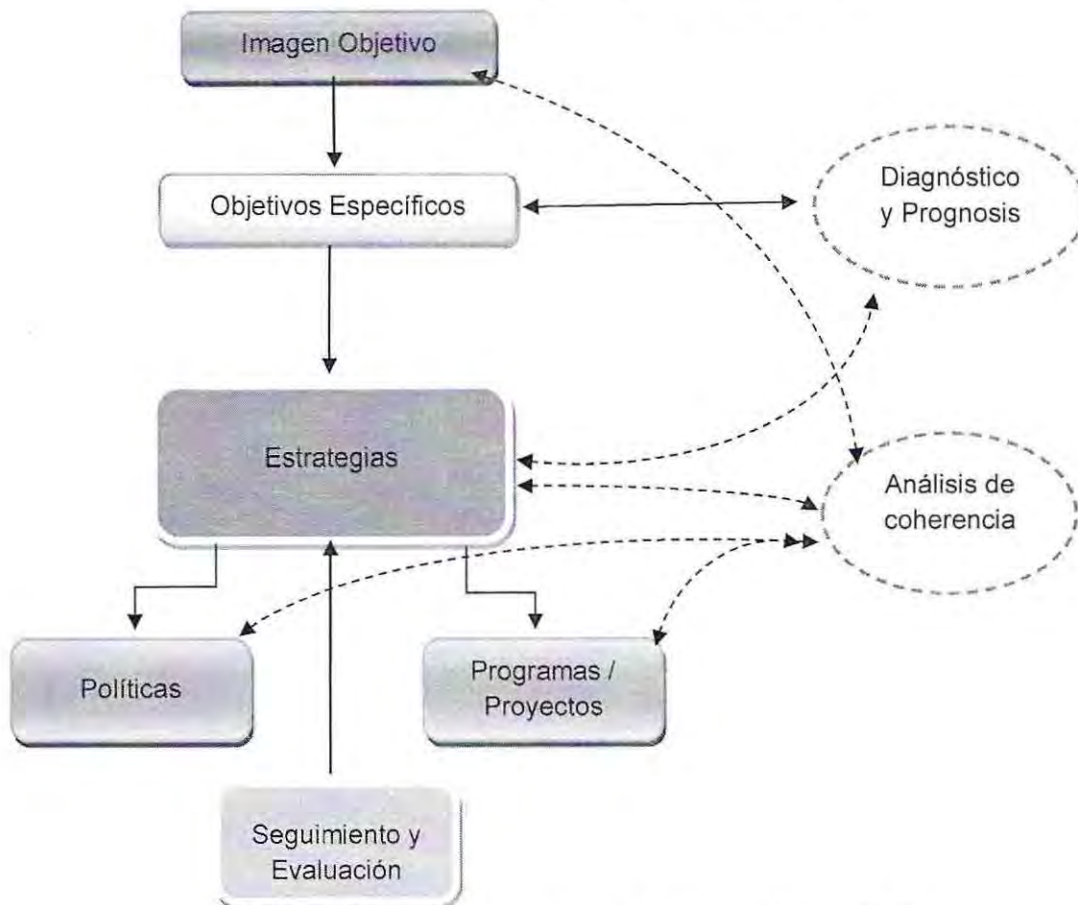 Imagen Objetivo
Objetivos Específicos
Diagnóstico
y Prognosis
Estrategias
Análisis de
coherencia
Políticas
Programas /
Proyectos
Seguimiento y
Evaluación